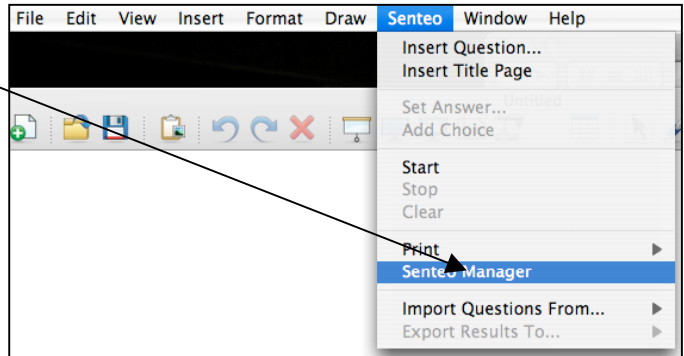 File Edit View Insert Format Draw Senteo Window Help
Insert Question...
Insert Title Page
Untitled
Set Answer...
Add Choice
Start
Stop
Clear
Print
Senteo Manager
Import Questions From...
Export Results To...